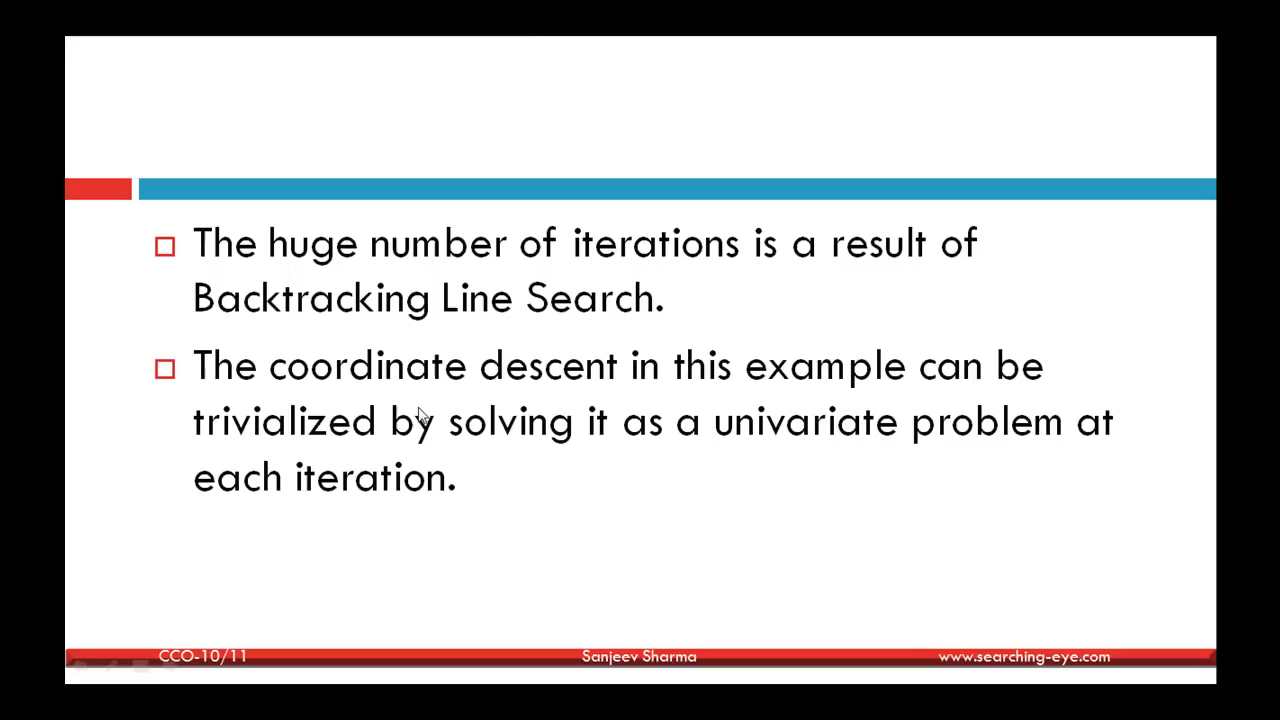 The huge number of iterations is a result of
Backtracking Line Search.
The coordinate descent in this example can be
trivialized by solving it as a univariate problem at
each iteration.
CCO-10/11
Sanjeev Sharma
www.searching-eye.com